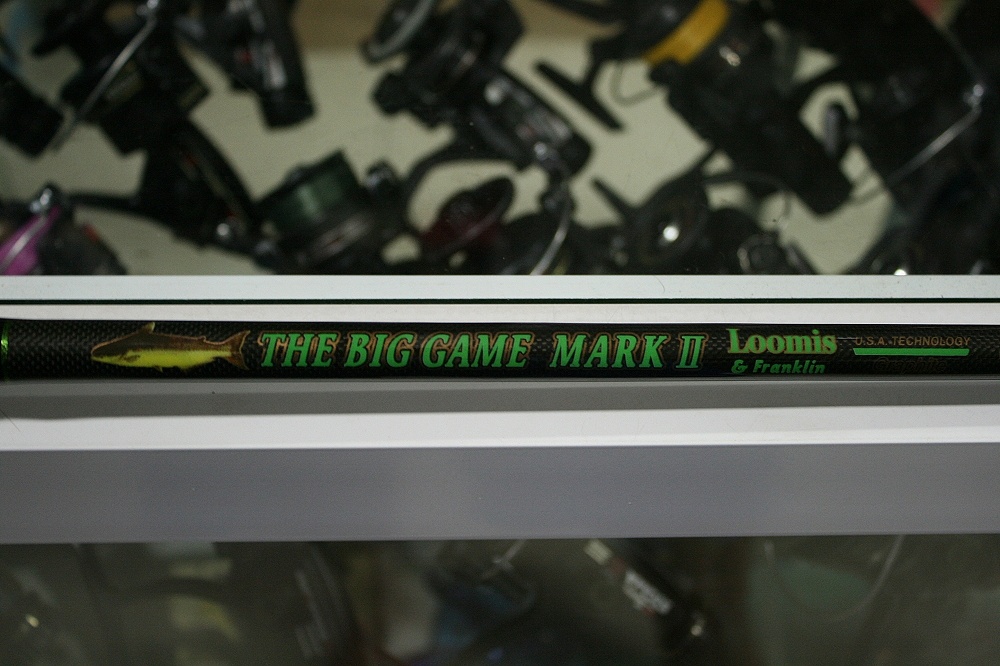 THE BIG GAME MARK II
Loomis
& Franklin
U.S.A. TECHNOLOGY